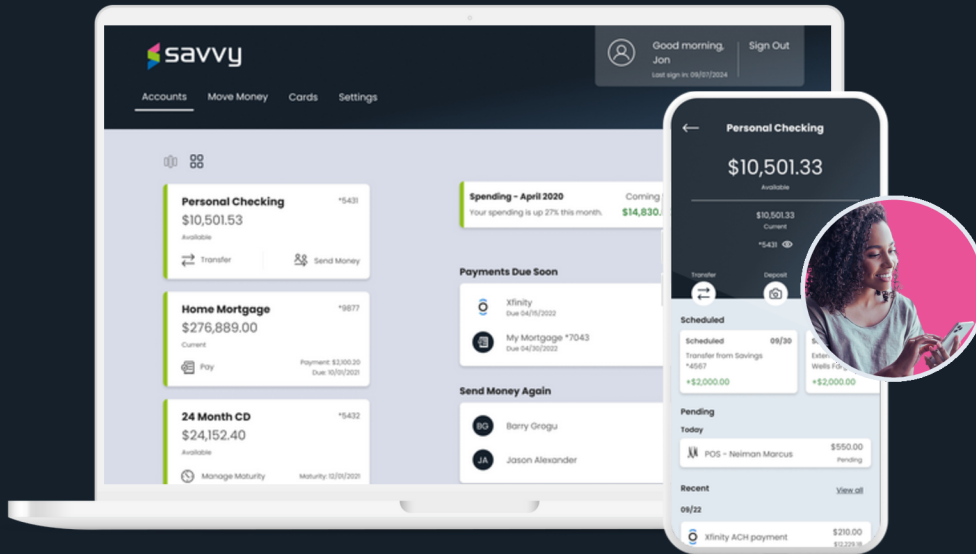 savvy
Good morning,
Jon
Last sign in: 09/07/2024
Sign Out
Accounts Move Money Cards Settings
Personal Checking *5431
$10,501.53
Available
Transfer Send Money
Home Mortgage *9877
$276,889.00
Current
Pay
Payment: $2,100.20
Due: 10/01/2021
24 Month CD *5432
$24,152.40
Available
Manage Maturity Maturity: 12/01/2021
Spending - April 2020 Coming
Your spending is up 27% this month. $14,830.
Payments Due Soon
Xfinity
Due 04/15/2022
My Mortgage *7043
Due 04/30/2022
Send Money Again
BG Barry Grogu
JA Jason Alexander
Personal Checking
$10,501.33
Available
$10,501.33
Current
*5431
Transfer Deposit
Scheduled
Scheduled 09/30
Transfer from Savings
*4567
+$2,000.00
Wells
+$2,000.00
Pending
Today
POS - Neiman Marcus $550.00
Pending
Recent View all
09/22
Xfinity ACH payment $210.00
$12,229.18